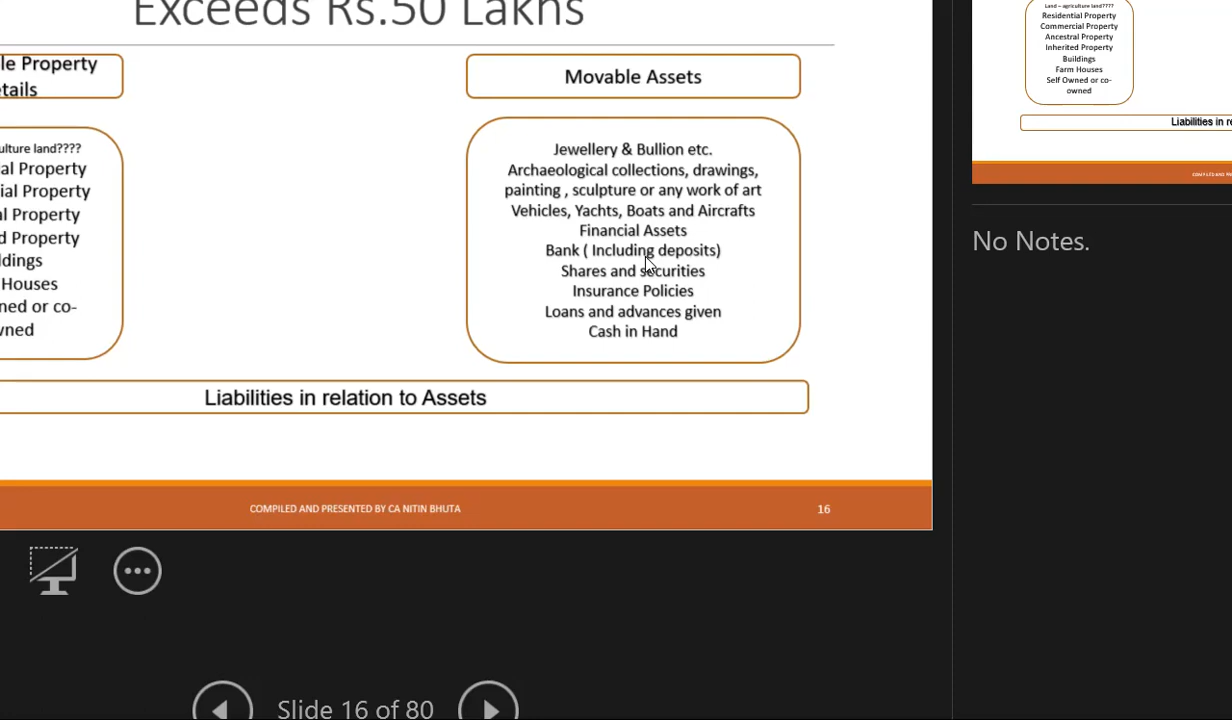 Exceeds Rs.50 Lakhs
le Property
etails
ulture land????
al Property
ial Property
al Property
d Property
ldings
Houses
ned or co-
wned
Movable Assets
Jewellery & Bullion etc.
Archaeological collections, drawings,
painting , sculpture or any work of art
Vehicles, Yachts, Boats and Aircrafts
Financial Assets
Bank ( Including deposits)
Shares and securities
Insurance Policies
Loans and advances given
Cash in Hand
Liabilities in relation to Assets
COMPILED AND PRESENTED BY CA NITIN BHUTA
16
Slide 16 of 80
Land – agriculture land????
Residential Property
Commercial Property
Ancestral Property
Inherited Property
Buildings
Farm Houses
Self Owned or co-
owned
Liabilities in re
No Notes.